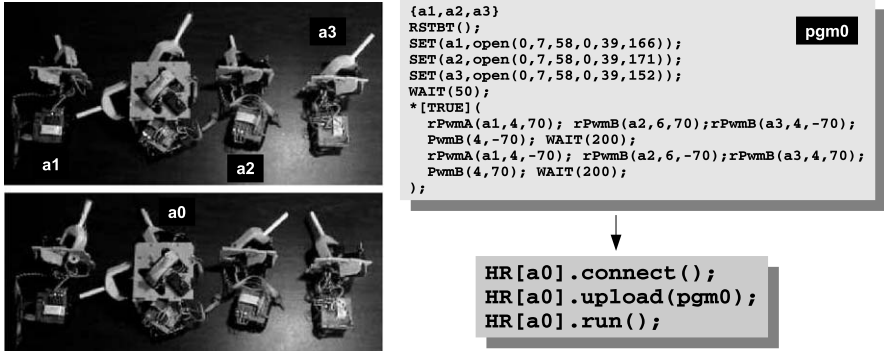 a3
a1
a2
a0
{a1,a2,a3}
RSTBT();
SET(a1,open(0,7,58,0,39,166));
SET(a2,open(0,7,58,0,39,171));
SET(a3,open(0,7,58,0,39,152));
WAIT(50);
*[TRUE](
rPwmA(a1,4,70); rPwmB(a2,6,70);rPwmB(a3,4,-70);
PwmB(4,-70); WAIT(200);
rPwmA(a1,4,-70); rPwmB(a2,6,-70);rPwmB(a3,4,70);
PwmB(4,70); WAIT(200);
);
pgm0
HR[a0].connect();
HR[a0].upload(pgm0);
HR[a0].run();